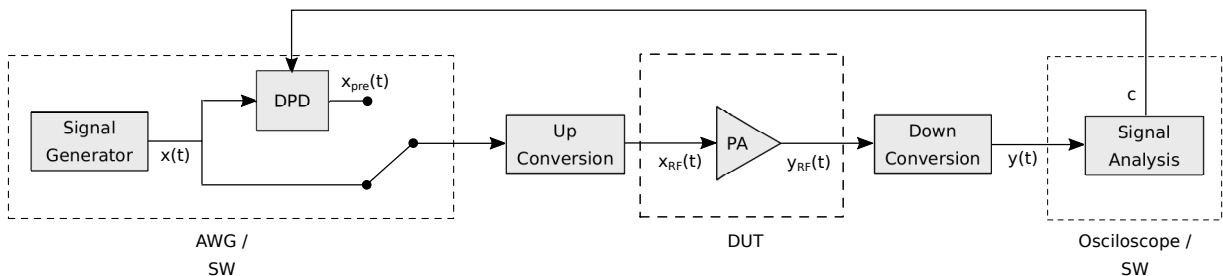 x_pre(t)
c
DPD
Signal
Generator
x(t)
Up
Conversion
x_RF(t)
PA
y_RF(t)
Down
Conversion
y(t)
Signal
Analysis
AWG /
SW
DUT
Osciloscope /
SW